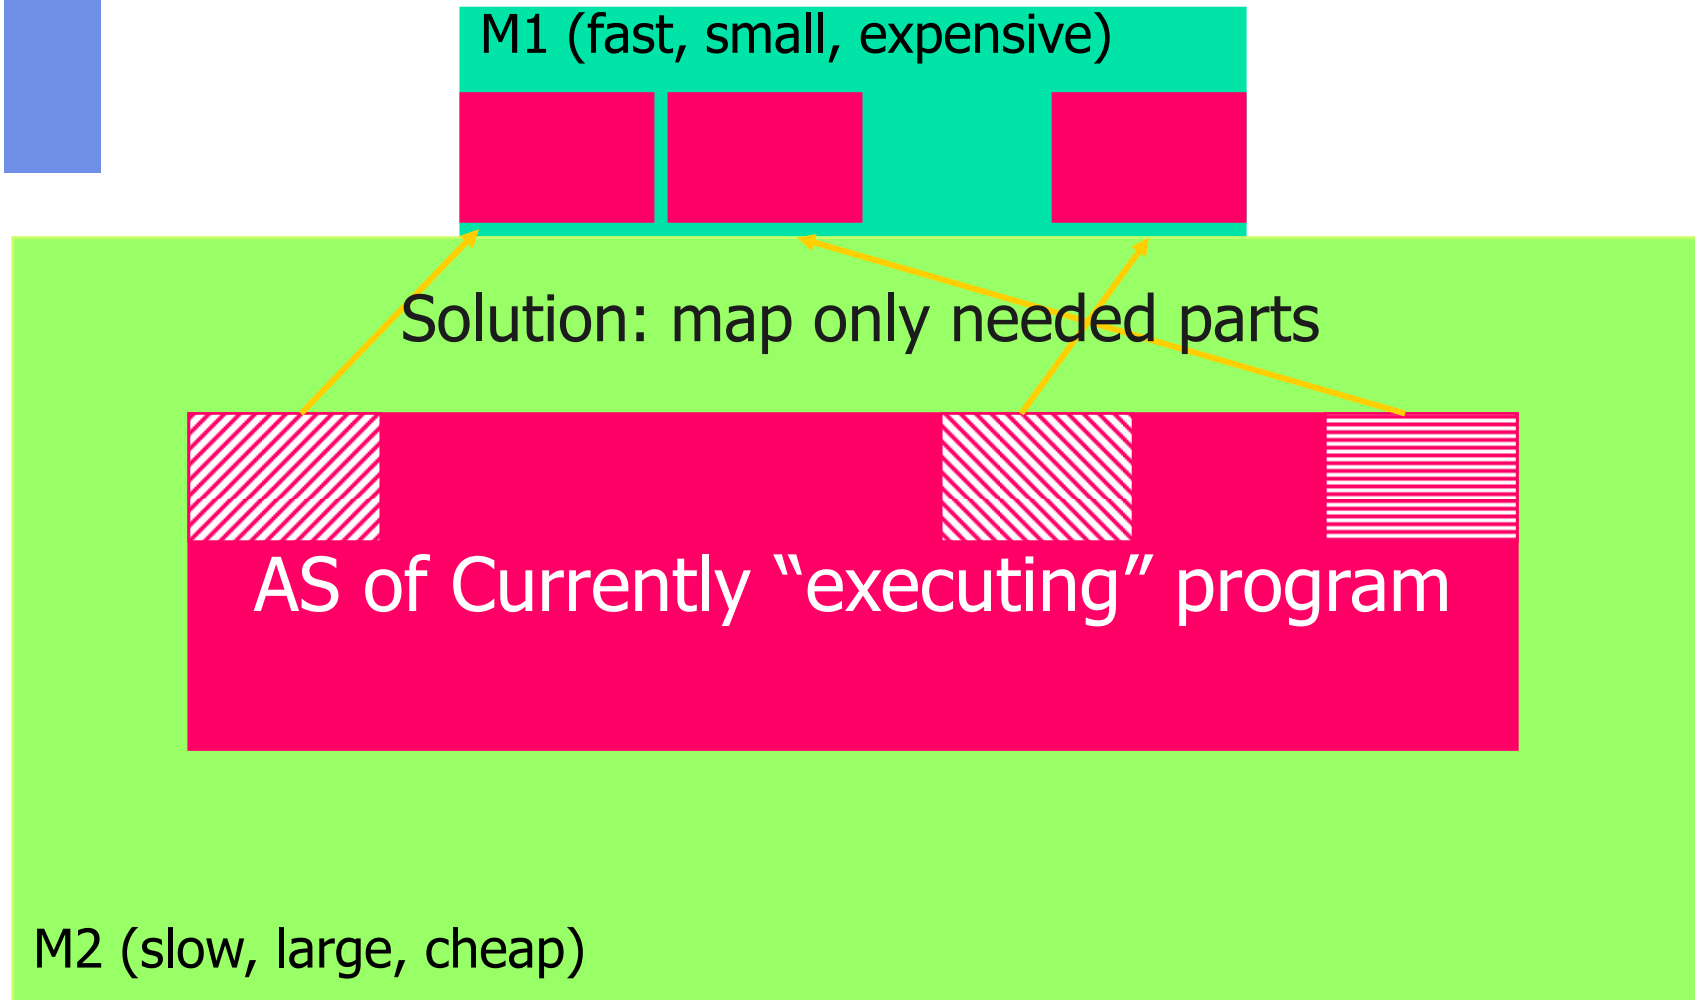 M1 (fast, small, expensive)
Solution: map only needed parts
AS of Currently “executing” program
M2 (slow, large, cheap)